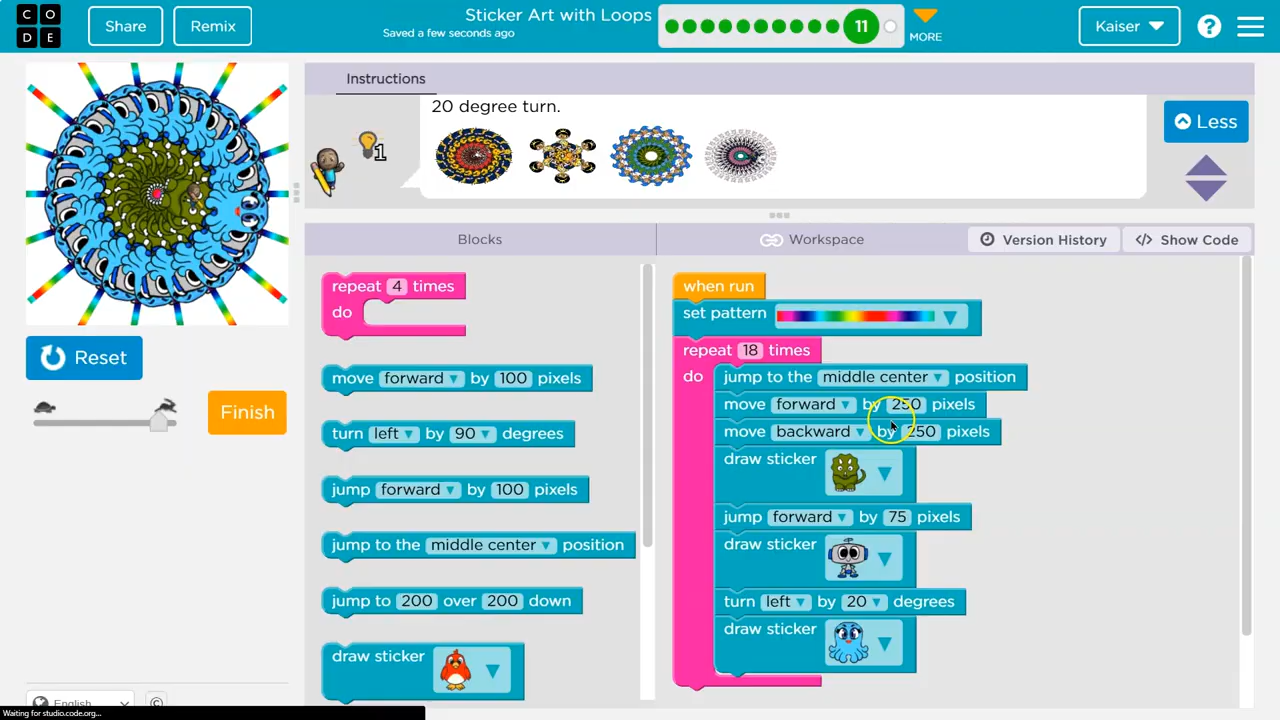 C O
D E
Share
Remix
Sticker Art with Loops
Saved a few seconds ago
11
MORE
Kaiser
?
Instructions
20 degree turn.
1
Less
Blocks
Workspace
Version History
</> Show Code
Reset
Finish
repeat 4 times
do
move forward by 100 pixels
turn left by 90 degrees
jump forward by 100 pixels
jump to the middle center position
jump to 200 over 200 down
draw sticker
when run
set pattern
repeat 18 times
do
jump to the middle center position
move forward by 250 pixels
move backward by 250 pixels
draw sticker
jump forward by 75 pixels
draw sticker
turn left by 20 degrees
draw sticker
English
©
Waiting for studio.code.org...